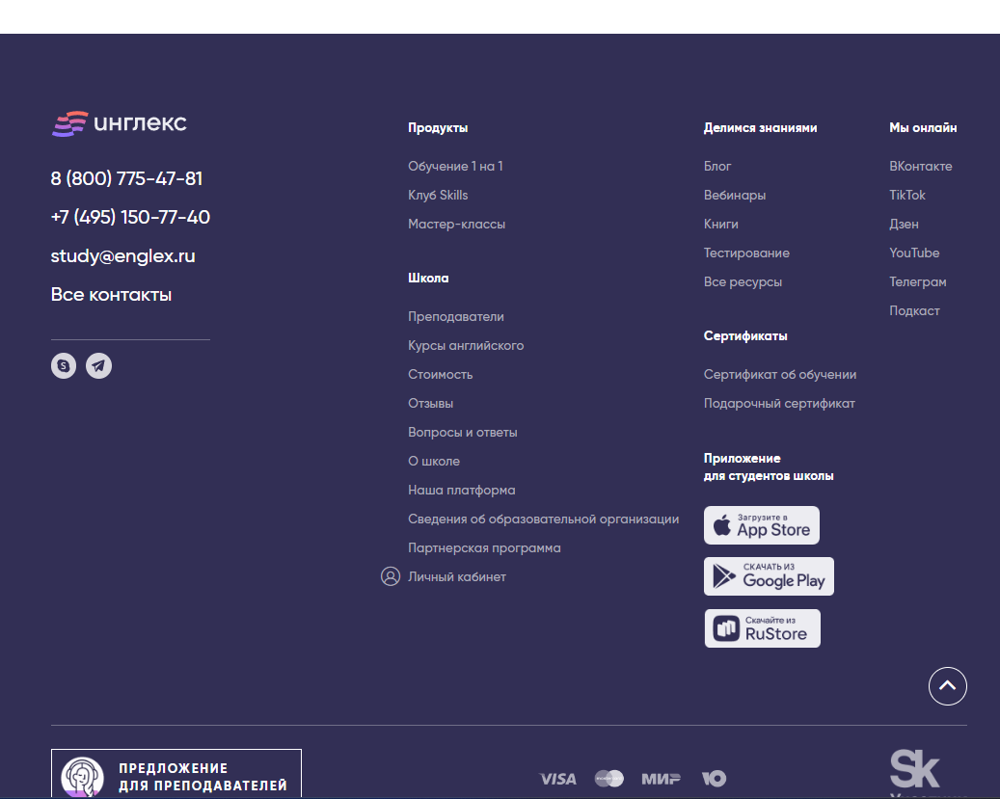 инглекс
8 (800) 775-47-81
+7 (495) 150-77-40
study@englex.ru
Все контакты
Продукты
Обучение 1 на 1
Клуб Skills
Мастер-классы
Школа
Преподаватели
Курсы английского
Стоимость
Отзывы
Вопросы и ответы
О школе
Наша платформа
Сведения об образовательной организации
Партнерская программа
Личный кабинет
Делимся знаниями
Блог
Вебинары
Книги
Тестирование
Все ресурсы
Сертификаты
Сертификат об обучении
Подарочный сертификат
Приложение
для студентов школы
Загрузите в
App Store
СКАЧАТЬ ИЗ
Google Play
Скачайте из
RuStore
Мы онлайн
ВКонтакте
TikTok
Дзен
YouTube
Телеграм
Подкаст
ПРЕДЛОЖЕНИЕ
ДЛЯ ПРЕПОДАВАТЕЛЕЙ
VISA
МИР
Ю
Sk